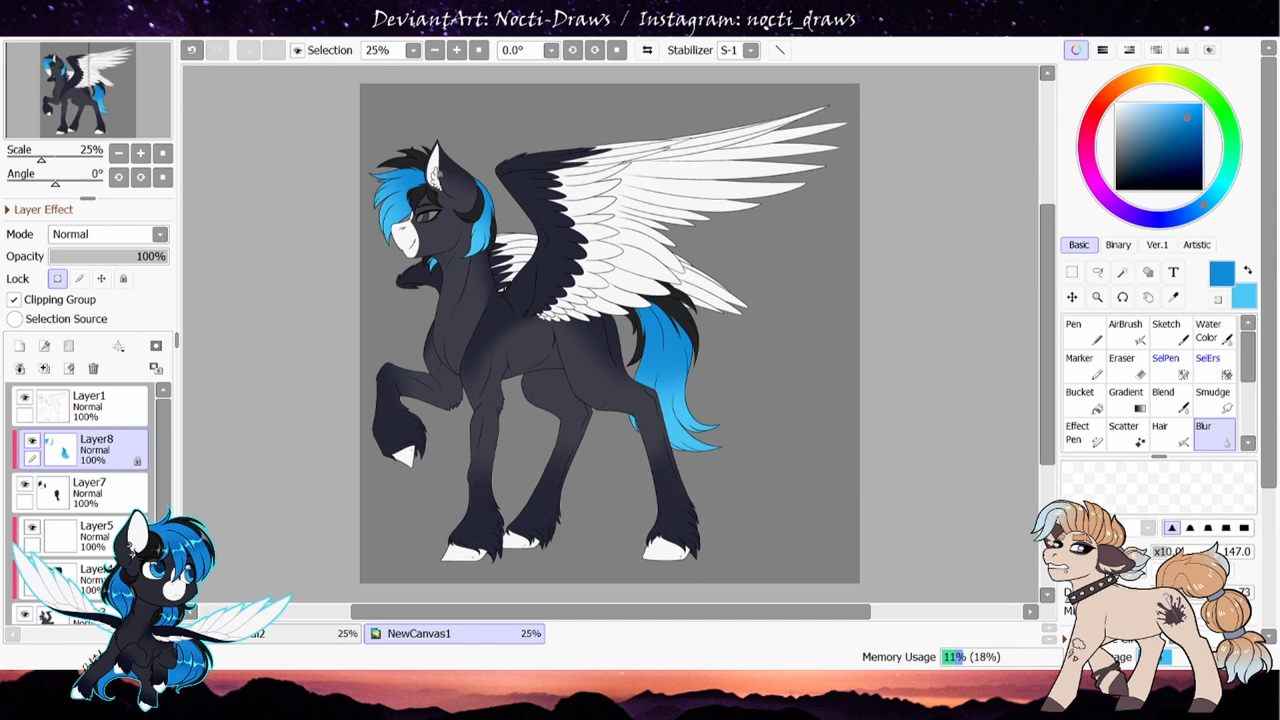 DeviantArt: Nocti-Draws / Instagram: nocti_draws
Selection 25% 0.0° Stabilizer S-1
Scale 25%
Angle 0°
Layer Effect
Mode Normal
Opacity 100%
Lock
Clipping Group
Selection Source
Layer1
Normal
100%
Layer8
Normal
100%
Layer7
Normal
100%
Layer5
Normal
100%
Normal
100%
Basic Binary Ver.1 Artistic
T
Pen AirBrush Sketch Water Color
Marker Eraser SelPen SelErs
Bucket Gradient Blend Smudge
Effect Pen Scatter Hair Blur
147.0
25% NewCanvas1 25%
Memory Usage 11% (18%)